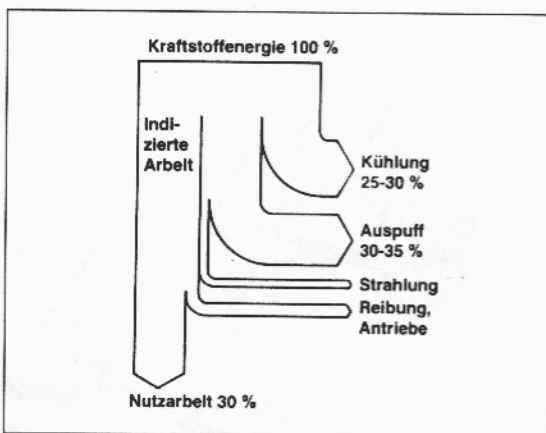 Kraftstoffenergie 100 %
Indi-
zierte
Arbeit
Kühlung
25-30 %
Auspuff
30-35 %
Strahlung
Reibung,
Antriebe
Nutzarbeit 30 %